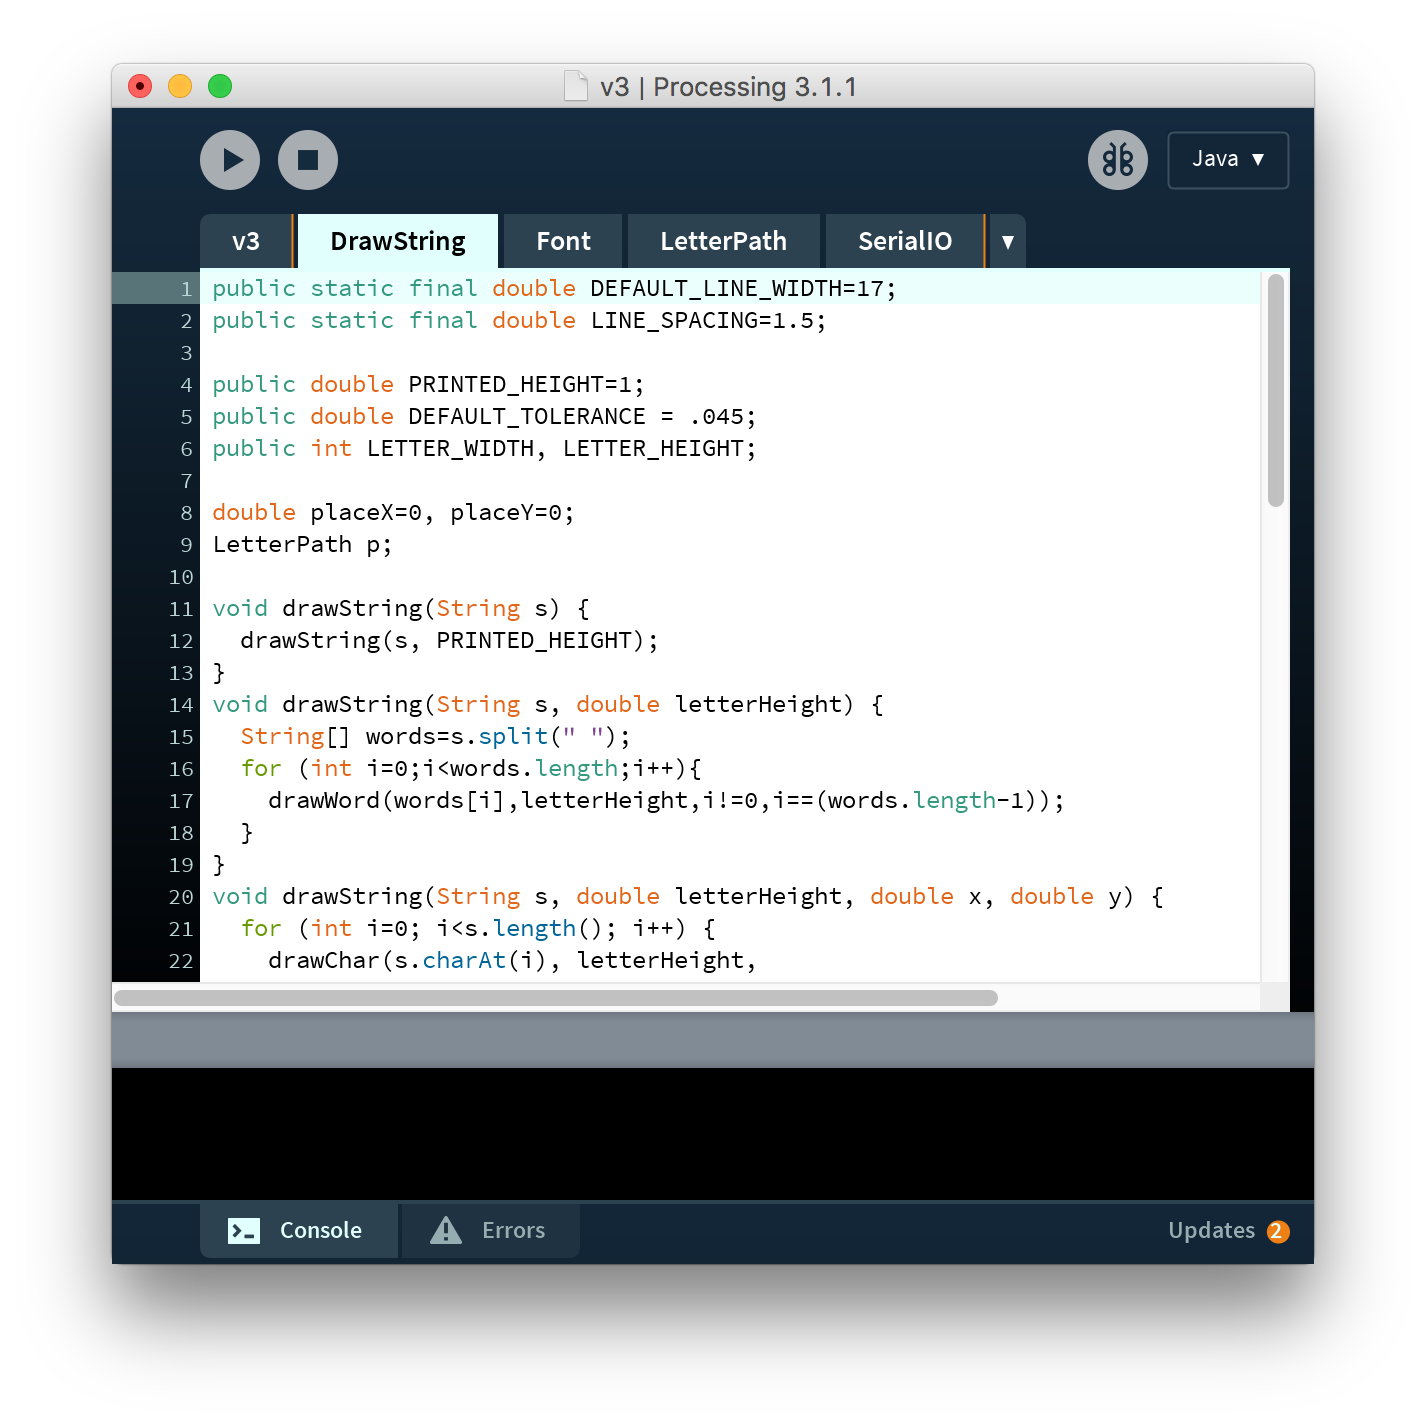 v3 | Processing 3.1.1
Java ▼
v3 DrawString Font LetterPath SerialIO ▼
1 public static final double DEFAULT_LINE_WIDTH=17;
2 public static final double LINE_SPACING=1.5;
3
4 public double PRINTED_HEIGHT=1;
5 public double DEFAULT_TOLERANCE = .045;
6 public int LETTER_WIDTH, LETTER_HEIGHT;
7
8 double placeX=0, placeY=0;
9 LetterPath p;
10
11 void drawString(String s) {
12   drawString(s, PRINTED_HEIGHT);
13 }
14 void drawString(String s, double letterHeight) {
15   String[] words=s.split(" ");
16   for (int i=0;i<words.length;i++){
17     drawWord(words[i],letterHeight,i!=0,i==(words.length-1));
18   }
19 }
20 void drawString(String s, double letterHeight, double x, double y) {
21   for (int i=0; i<s.length(); i++) {
22     drawChar(s.charAt(i), letterHeight,
Console Errors Updates 2